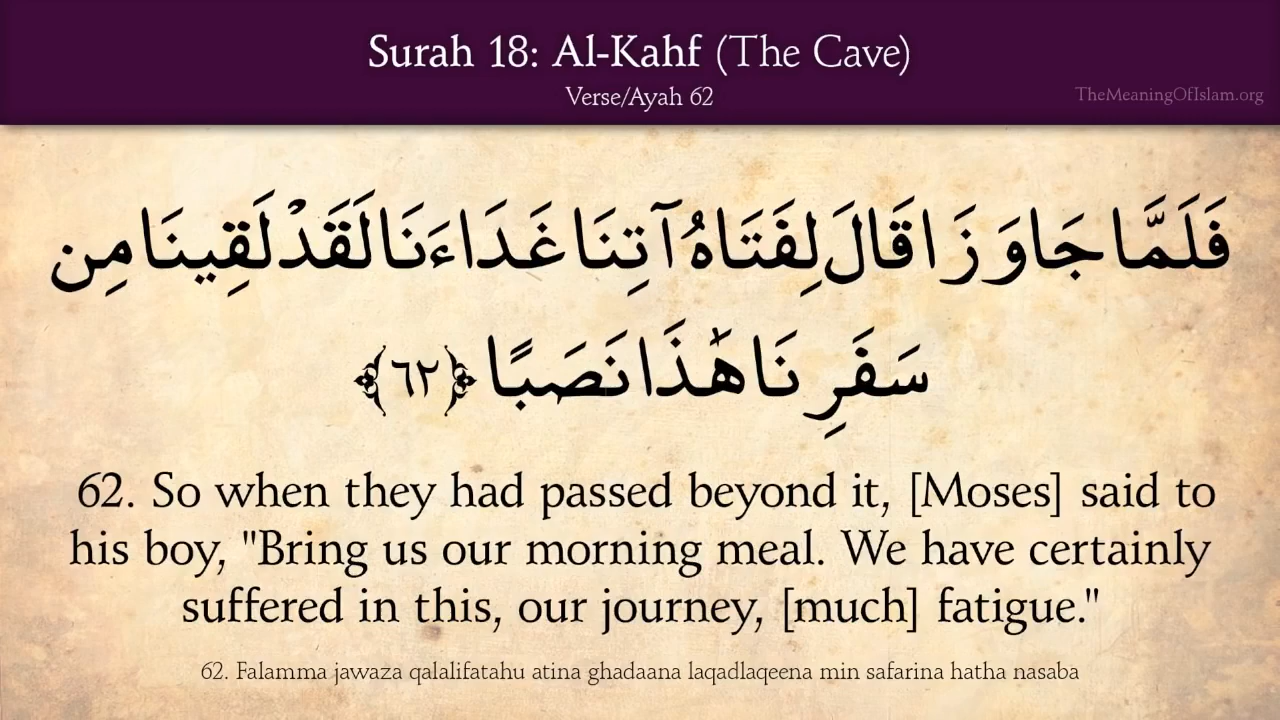 Surah 18: Al-Kahf (The Cave)
Verse/Ayah 62
TheMeaningOfIslam.org
فَلَمَّا جَاوَزَا قَالَ لِفَتَاهُ آتِنَا غَدَاءَنَا لَقَدْ لَقِينَا مِن
سَفَرِنَا هَٰذَا نَصَبًا ﴿٦٢﴾
62. So when they had passed beyond it, [Moses] said to
his boy, "Bring us our morning meal. We have certainly
suffered in this, our journey, [much] fatigue."
62. Falamma jawaza qalalifatahu atina ghadaana laqadlaqeena min safarina hatha nasaba